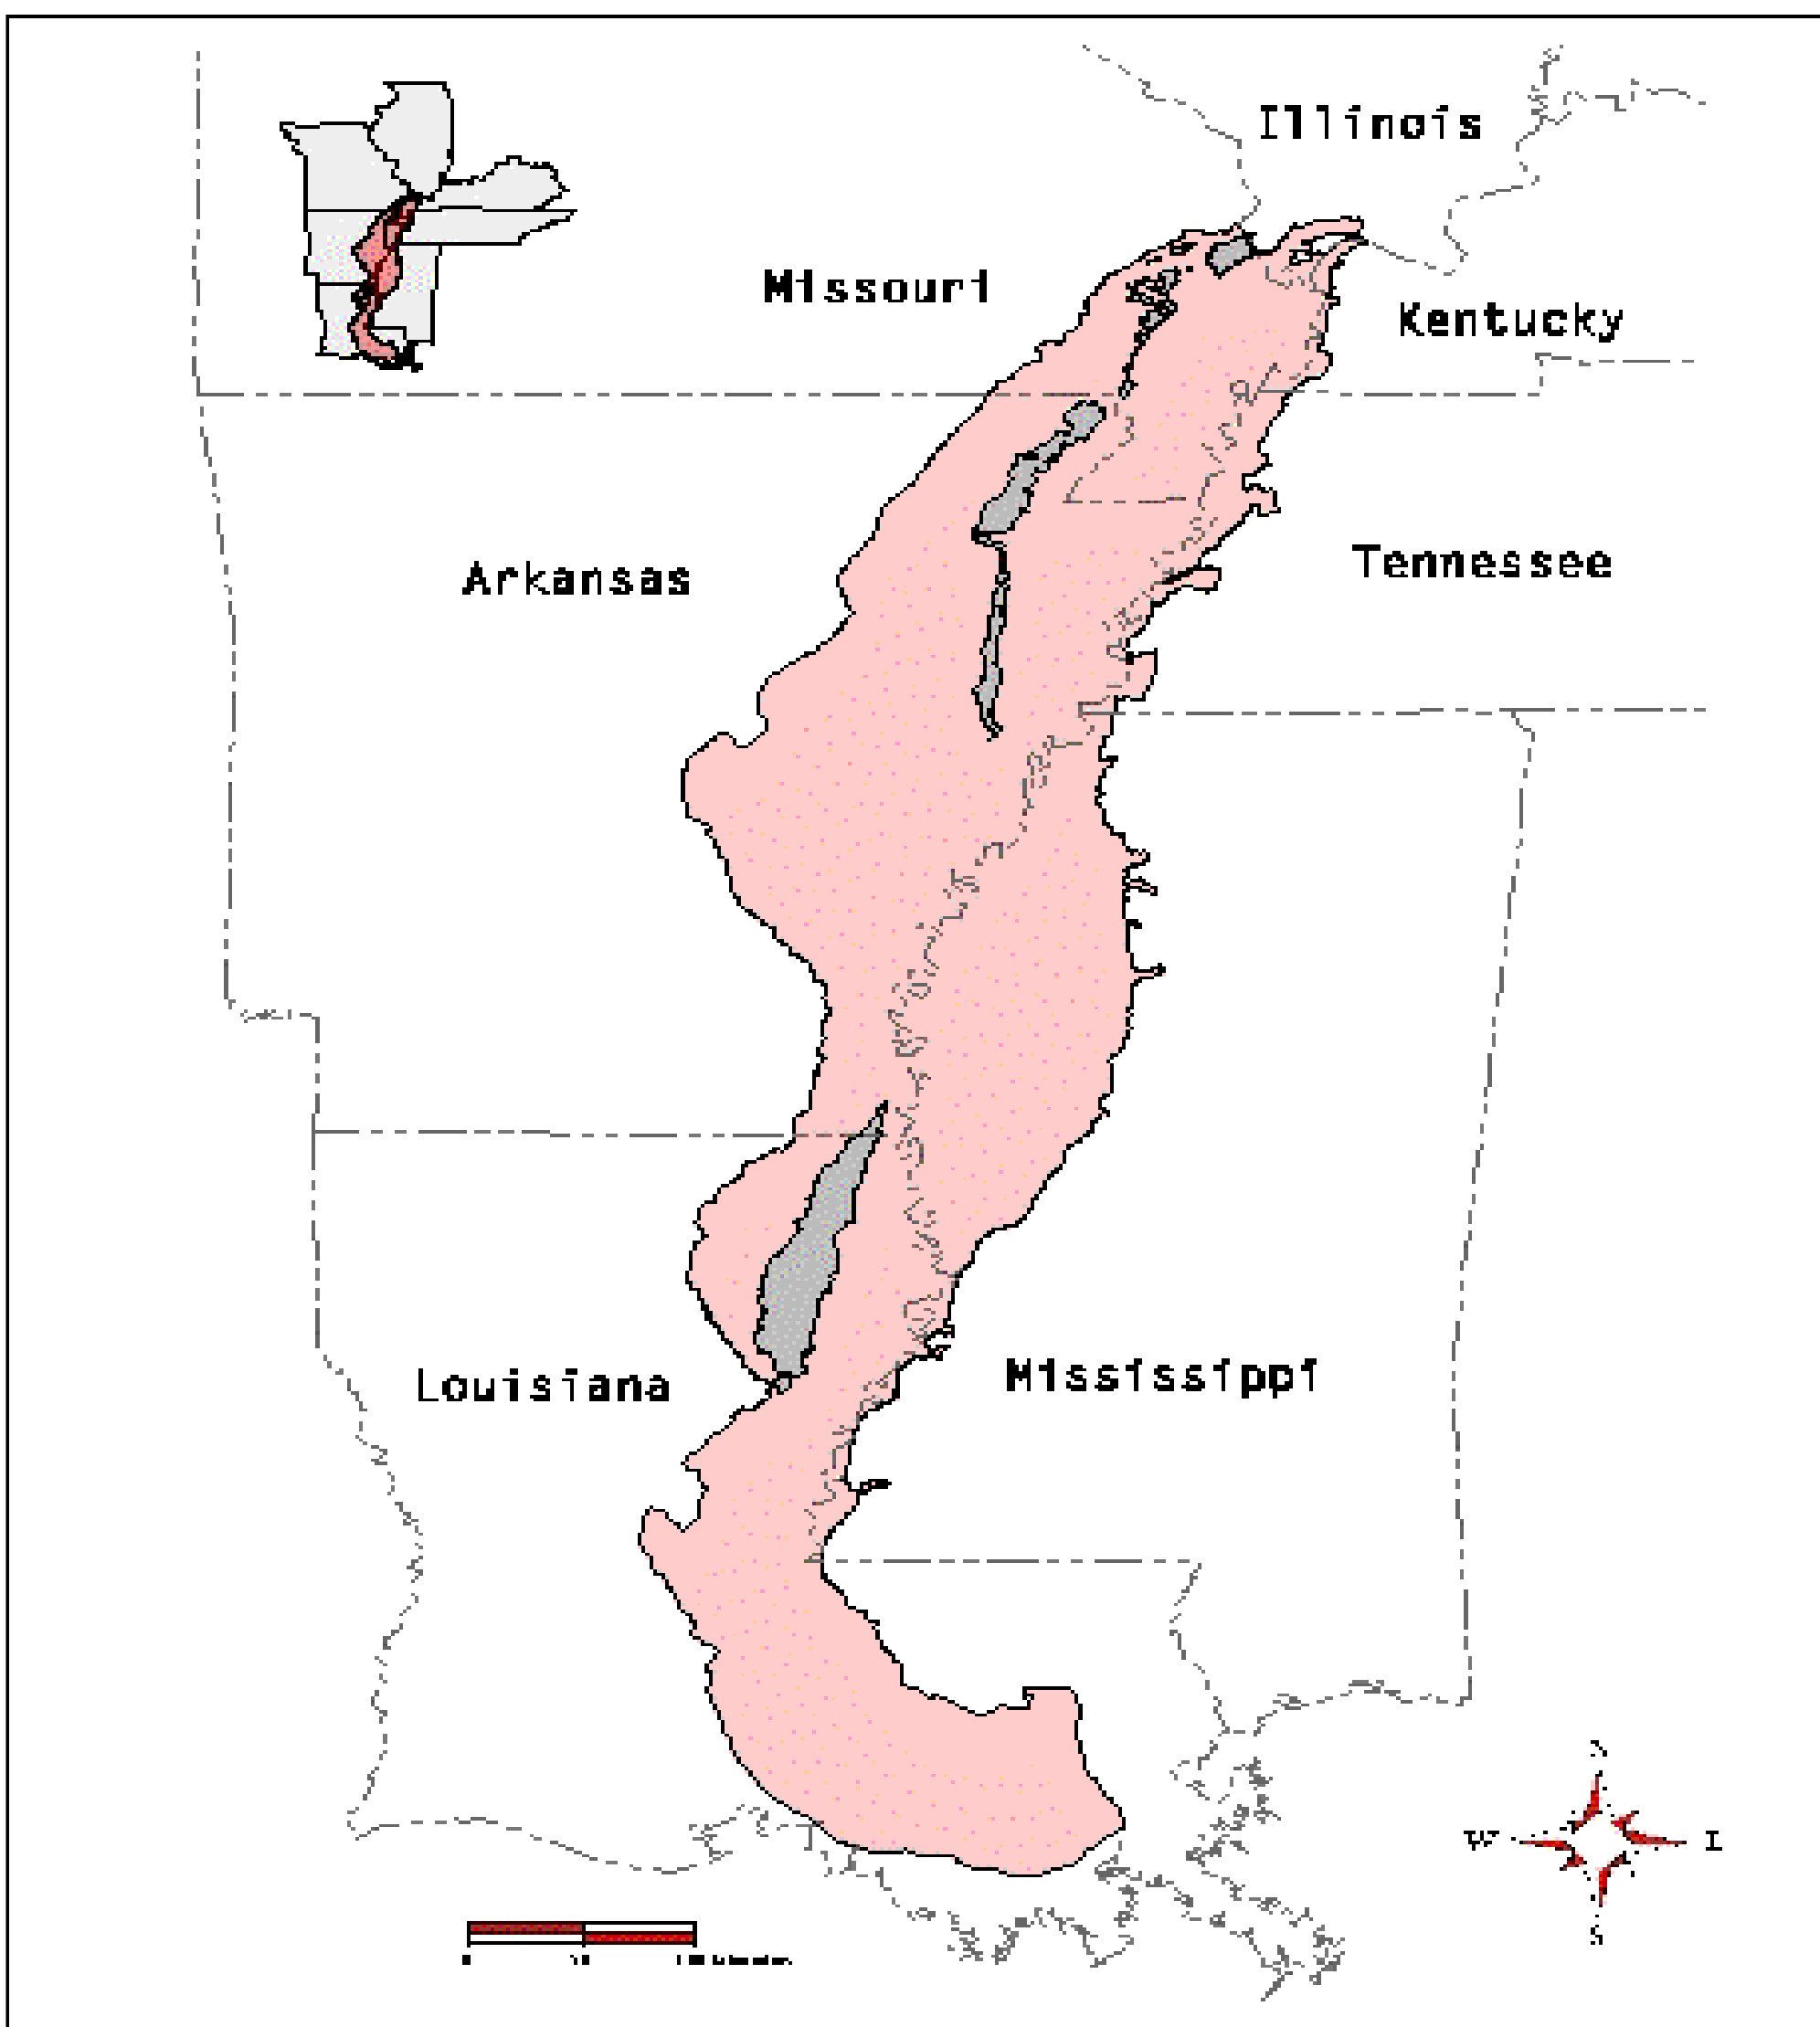 Illinois
Missouri
Kentucky
Arkansas
Tennessee
Louisiana
Mississippi
W
S